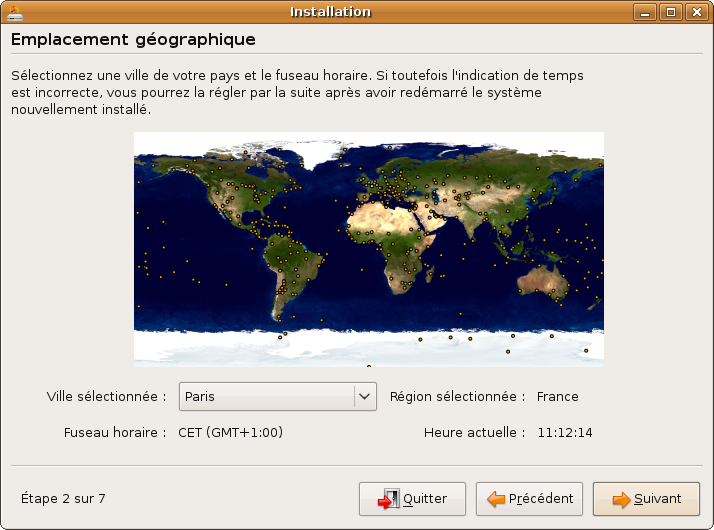 Installation
Emplacement géographique
Sélectionnez une ville de votre pays et le fuseau horaire. Si toutefois l'indication de temps
est incorrecte, vous pourrez la régler par la suite après avoir redémarré le système
nouvellement installé.
Ville sélectionnée : Paris Région sélectionnée : France
Fuseau horaire : CET (GMT+1:00) Heure actuelle : 11:12:14
Étape 2 sur 7 Quitter Précédent Suivant